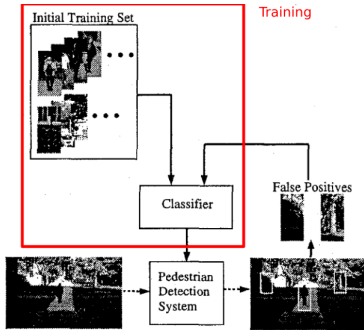 Training
Initial Training Set
Classifier
False Positives
Pedestrian
Detection
System